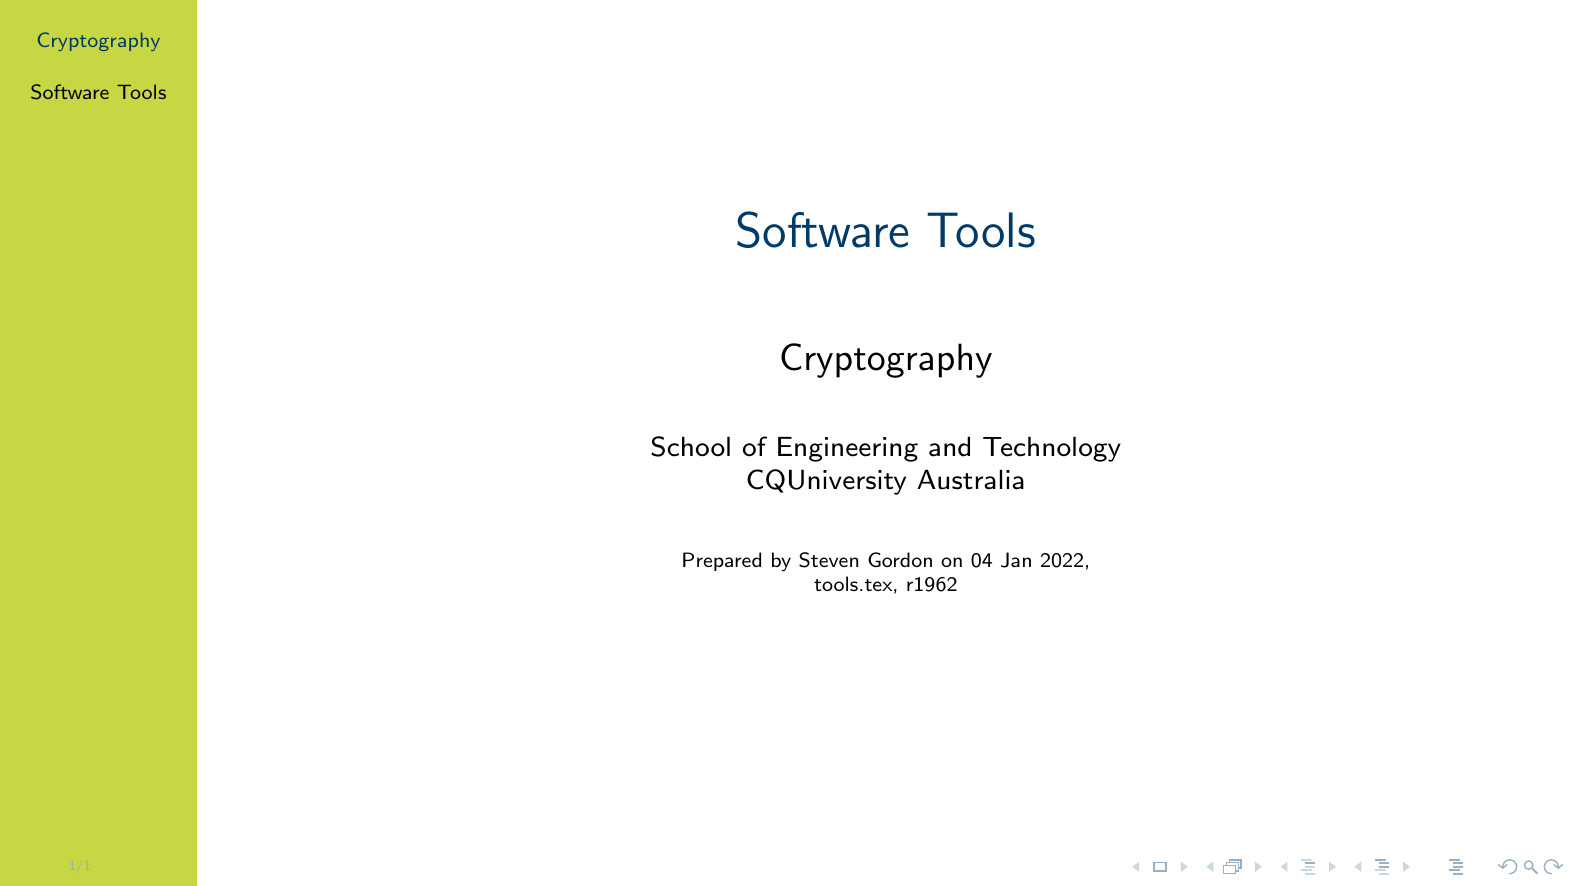 Cryptography
Software Tools
Software Tools
Cryptography
School of Engineering and Technology
CQUniversity Australia
Prepared by Steven Gordon on 04 Jan 2022,
tools.tex, r1962
1/1